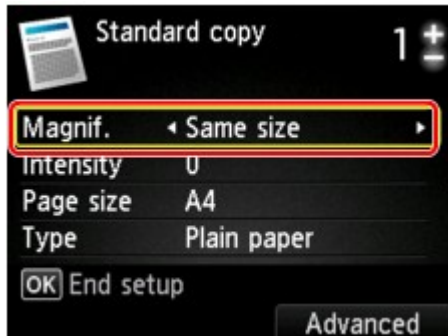 Standard copy 1
Magnif. Same size
Intensity 0
Page size A4
Type Plain paper
OK End setup
Advanced